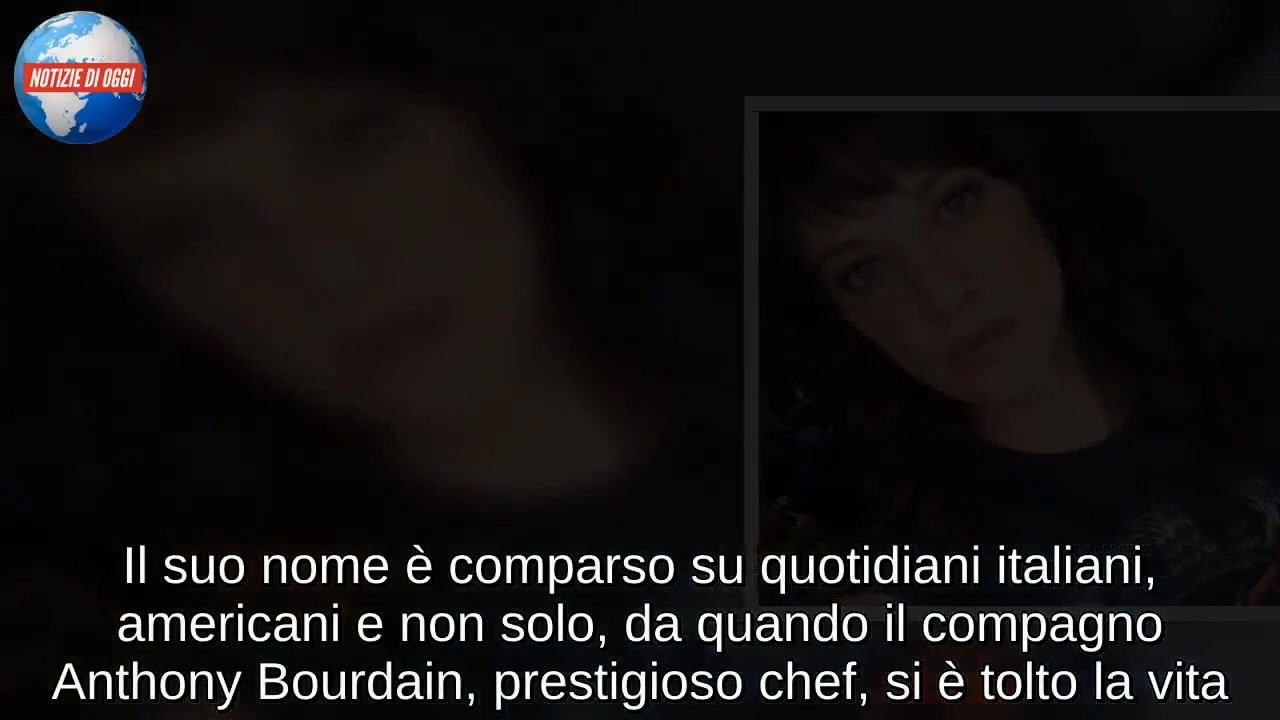 NOTIZIE DI OGGI
Il suo nome è comparso su quotidiani italiani,
americani e non solo, da quando il compagno
Anthony Bourdain, prestigioso chef, si è tolto la vita